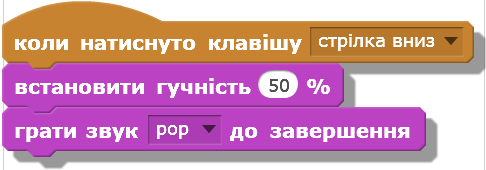 коли натиснуто клавішу стрілка вниз
встановити гучність 50 %
грати звук pop до завершення